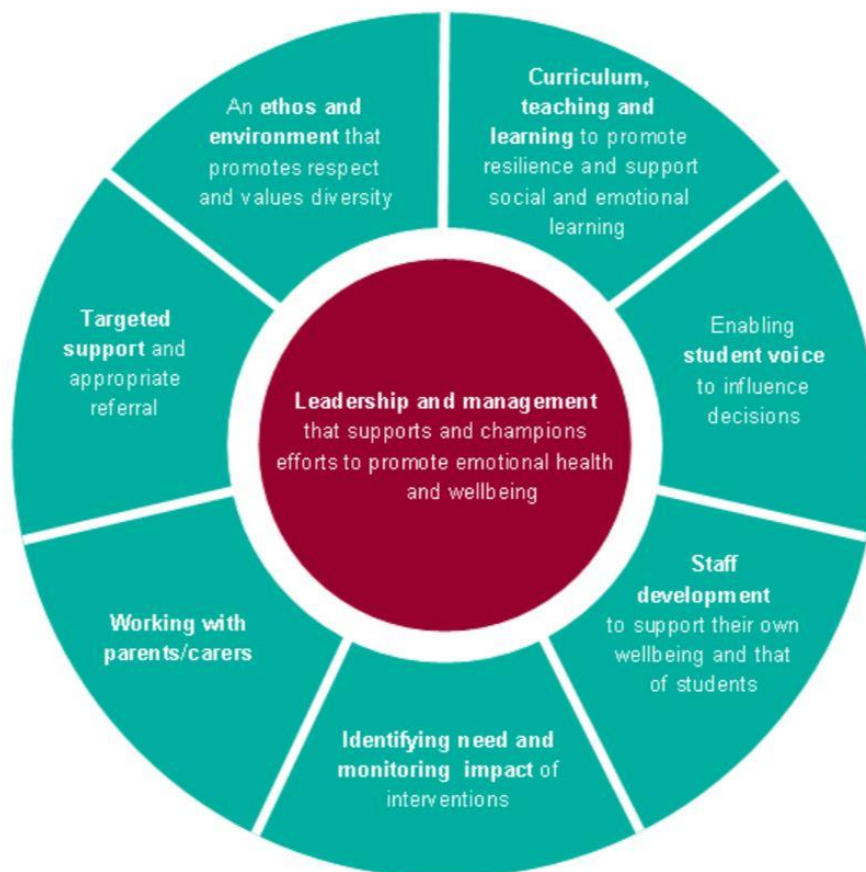 An ethos and
environment that
promotes respect
and values diversity
Curriculum,
teaching and
learning to promote
resilience and support
social and emotional
learning
Enabling
student voice
to influence
decisions
Staff
development
to support their own
wellbeing and that
of students
Identifying need and
monitoring impact of
interventions
Working with
parents/carers
Targeted
support and
appropriate
referral
Leadership and management
that supports and champions
efforts to promote emotional health
and wellbeing